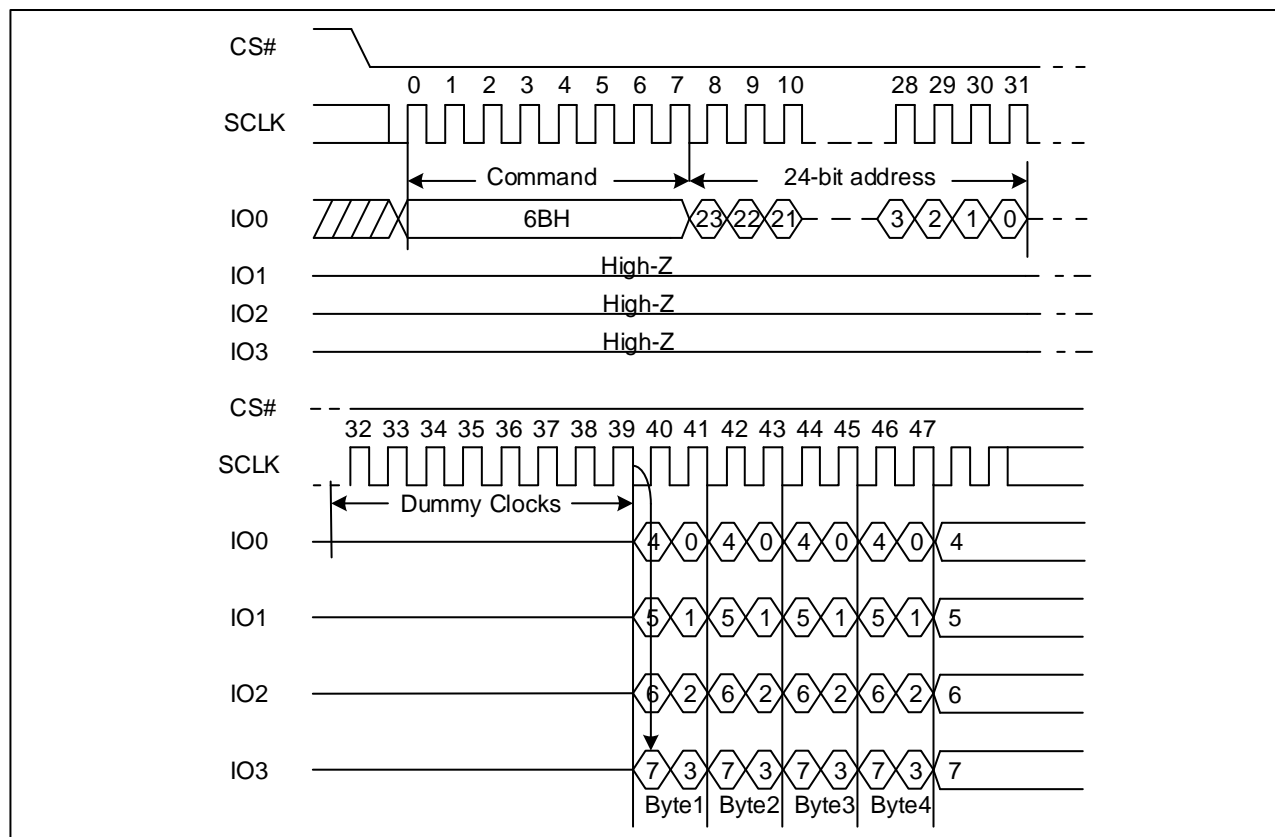 CS#
0 1 2 3 4 5 6 7 8 9 10 28 29 30 31
SCLK
Command 24-bit address
IO0 6BH 23 22 21 3 2 1 0
IO1 High-Z
IO2 High-Z
IO3 High-Z
CS#
32 33 34 35 36 37 38 39 40 41 42 43 44 45 46 47
SCLK
Dummy Clocks
IO0 4 0 4 0 4 0 4 0 4
IO1 5 1 5 1 5 1 5 1 5
IO2 6 2 6 2 6 2 6 2 6
IO3 7 3 7 3 7 3 7 3 7
Byte1 Byte2 Byte3 Byte4